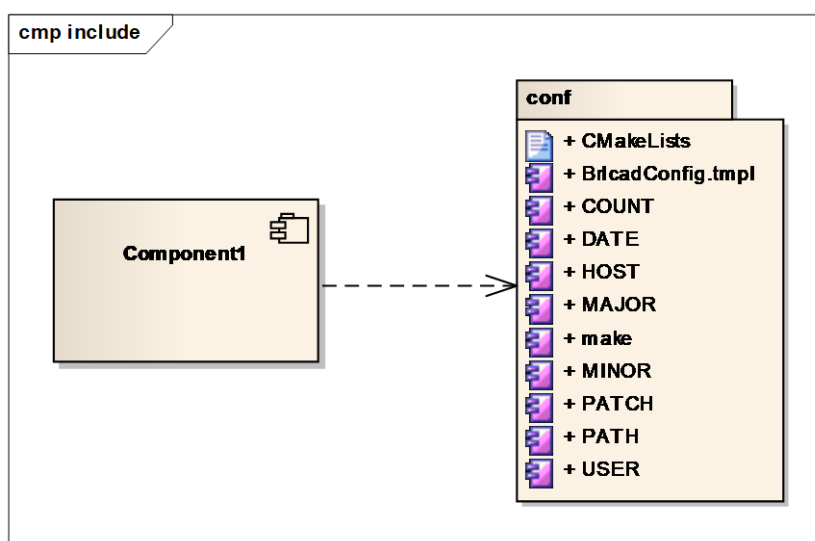 cmp include
conf
+ CMakeLists
+ BrlcadConfig.tmpl
+ COUNT
+ DATE
+ HOST
+ MAJOR
+ make
+ MINOR
+ PATCH
+ PATH
+ USER
Component1